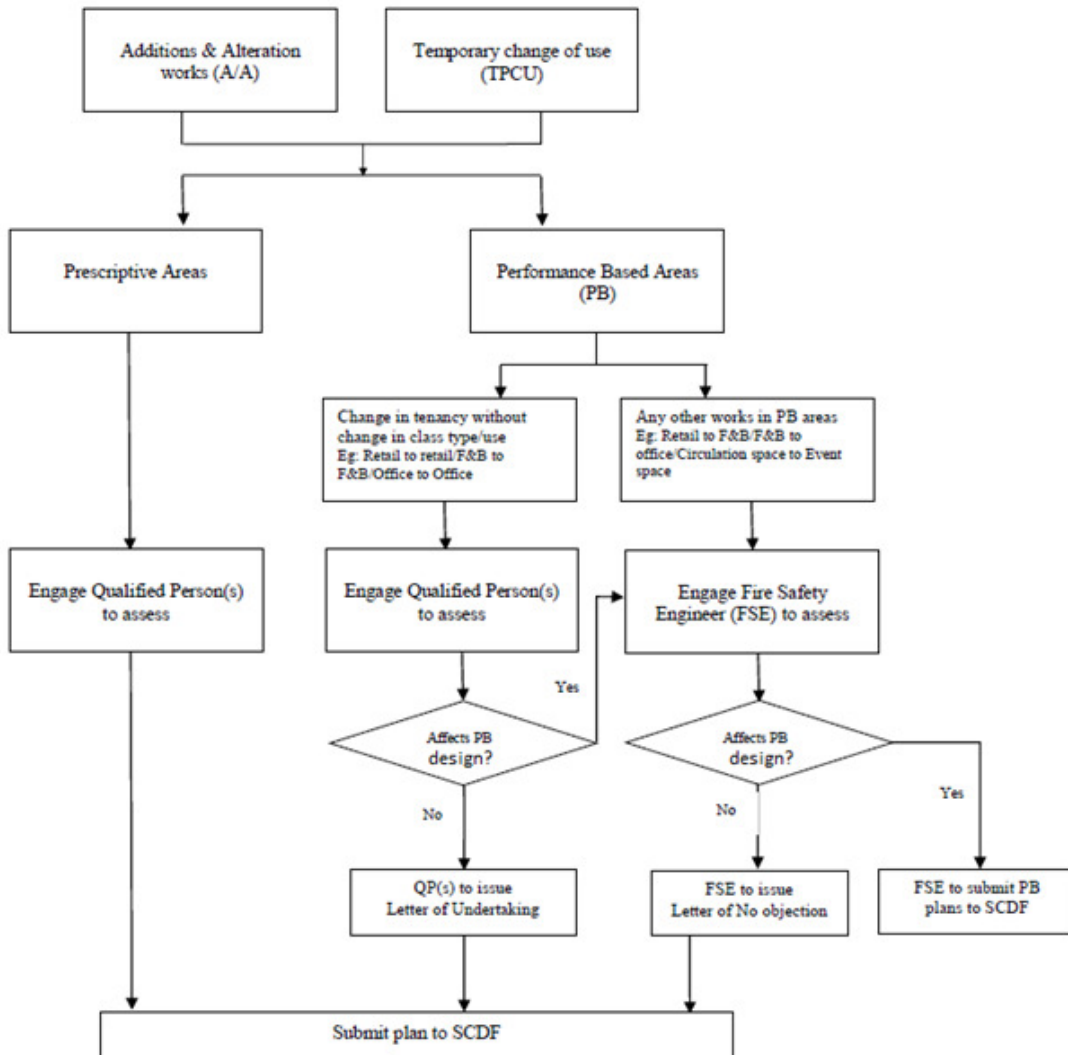 Additions & Alteration
works (A/A)
Temporary change of use
(TPCU)
Prescriptive Areas
Performance Based Areas
(PB)
Change in tenancy without
change in class type/use
Eg: Retail to retail/F&B to
F&B/Office to Office
Any other works in PB areas
Eg: Retail to F&B/F&B to
office/Circulation space to Event
space
Engage Qualified Person(s)
to assess
Engage Qualified Person(s)
to assess
Engage Fire Safety
Engineer (FSE) to assess
Yes
Affects PB
design?
Affects PB
design?
Yes
No
No
QP(s) to issue
Letter of Undertaking
FSE to issue
Letter of No objection
FSE to submit PB
plans to SCDF
Submit plan to SCDF